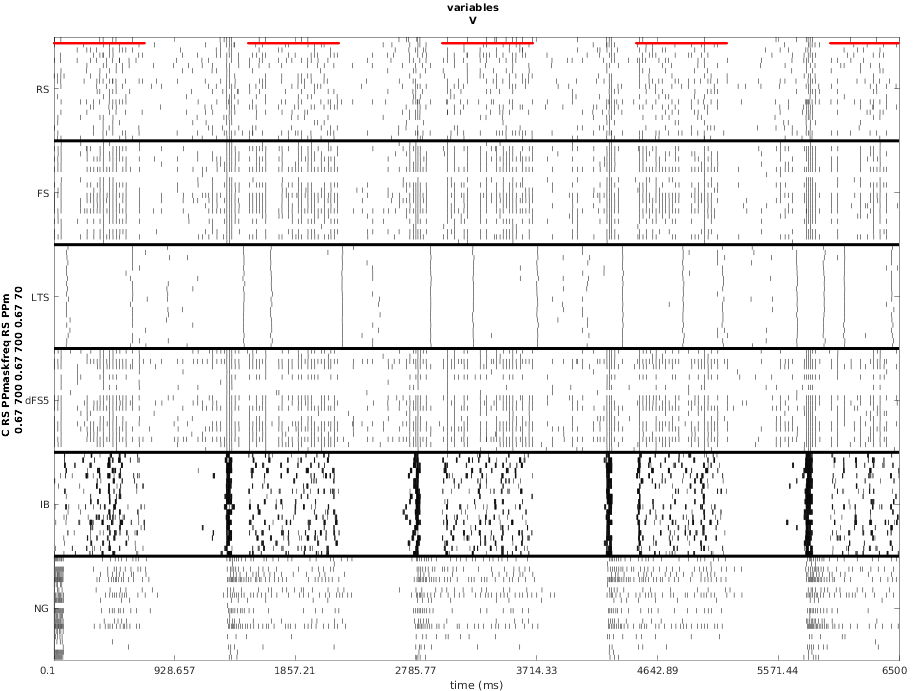 variables
V
RS
FS
LTS
dFS5
IB
NG
C RS PPmaskfreq RS PPm
0.67 700 0.67 700 0.67 70
0.1 928.657 1857.21 2785.77 3714.33 4642.89 5571.44 6500
time (ms)